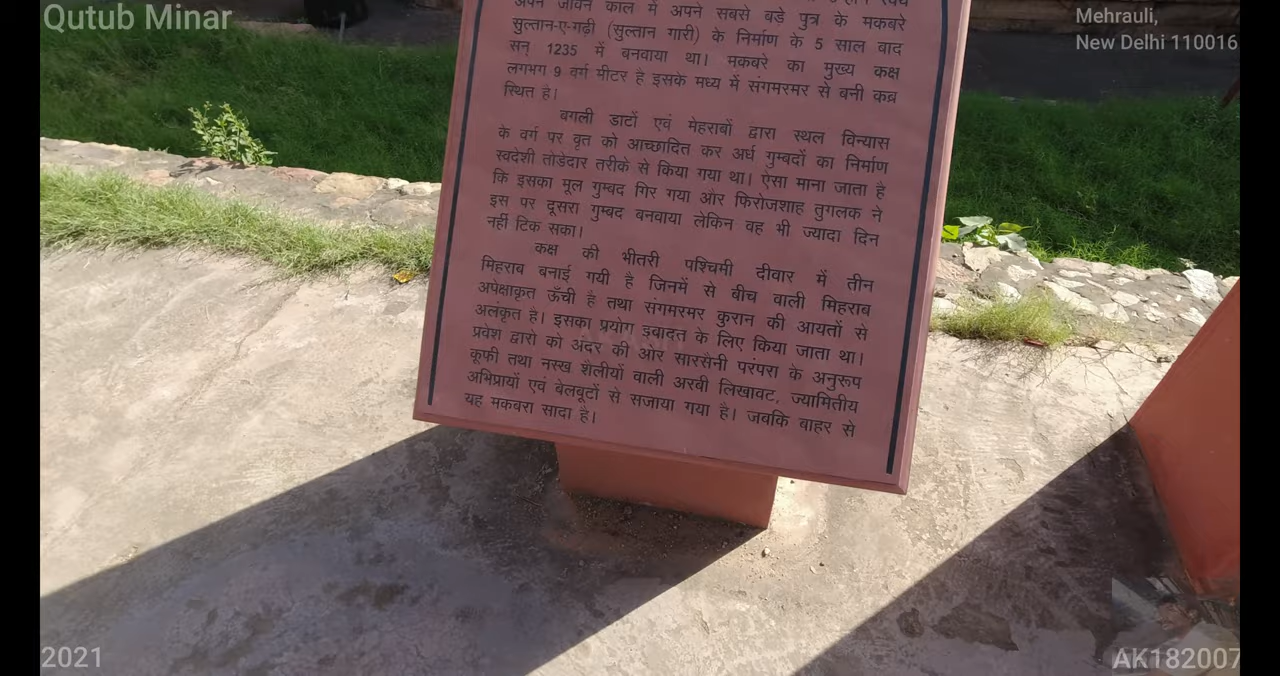 Qutub Minar
Mehrauli,
New Delhi 110016
अपने जीवन काल में अपने सबसे बड़े पुत्र के मकबरे
सुल्तान-ए-गढ़ी (सुल्तान गारी) के निर्माण के 5 साल बाद
सन् 1235 में बनवाया था। मकबरे का मुख्य कक्ष
लगभग 9 वर्ग मीटर है इसके मध्य में संगमरमर से बनी कब्र
स्थित है।
बगली डाटों एवं मेहराबों द्वारा स्थल विन्यास
के वर्ग पर वृत को आच्छादित कर अर्ध गुम्बदों का निर्माण
स्वदेशी तोडेदार तरीके से किया गया था। ऐसा माना जाता है
कि इसका मूल गुम्बद गिर गया और फिरोजशाह तुगलक ने
इस पर दूसरा गुम्बद बनवाया लेकिन वह भी ज्यादा दिन
नहीं टिक सका।
कक्ष की भीतरी पश्चिमी दीवार में तीन
मिहराब बनाई गयी है जिनमें से बीच वाली मिहराब
अपेक्षाकृत ऊँची है तथा संगमरमर कुरान की आयतों से
अलंकृत है। इसका प्रयोग इबादत के लिए किया जाता था।
प्रवेश द्वारो को अंदर की ओर सारसैनी परंपरा के अनुरूप
कूफी तथा नस्ख शैलीयों वाली अरबी लिखावट, ज्यामितीय
अभिप्रायों एवं बेलबूटों से सजाया गया है। जबकि बाहर से
यह मकबरा सादा है।
2021
AK182007